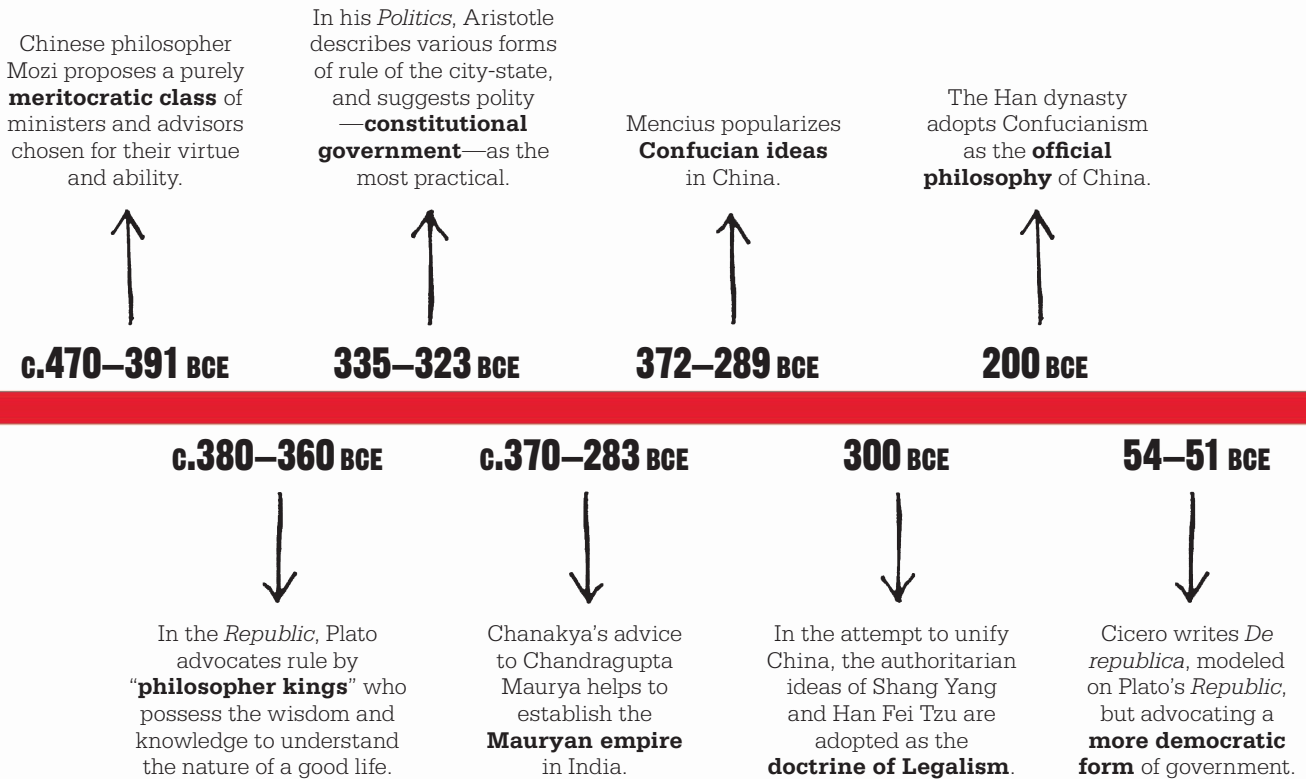 Chinese philosopher
Mozi proposes a purely
meritocratic class of
ministers and advisors
chosen for their virtue
and ability.
In his Politics, Aristotle
describes various forms
of rule of the city-state,
and suggests polity
—constitutional
government—as the
most practical.
Mencius popularizes
Confucian ideas
in China.
The Han dynasty
adopts Confucianism
as the official
philosophy of China.
c.470–391 BCE
335–323 BCE
372–289 BCE
200 BCE
c.380–360 BCE
c.370–283 BCE
300 BCE
54–51 BCE
In the Republic, Plato
advocates rule by
“philosopher kings” who
possess the wisdom and
knowledge to understand
the nature of a good life.
Chanakya’s advice
to Chandragupta
Maurya helps to
establish the
Mauryan empire
in India.
In the attempt to unify
China, the authoritarian
ideas of Shang Yang
and Han Fei Tzu are
adopted as the
doctrine of Legalism.
Cicero writes De
republica, modeled
on Plato’s Republic,
but advocating a
more democratic
form of government.